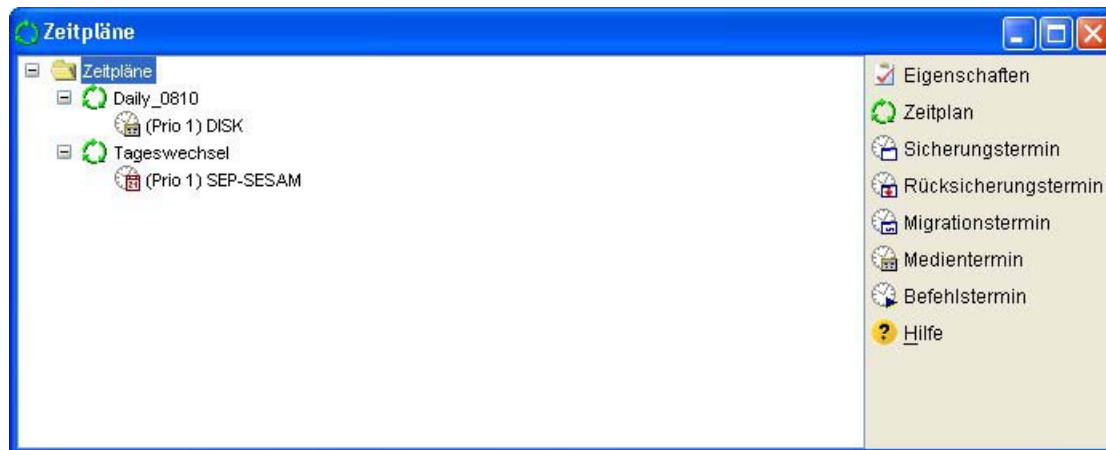 Zeitpläne
Zeitpläne
Daily_0810
(Prio 1) DISK
Tageswechsel
(Prio 1) SEP-SESAM
Eigenschaften
Zeitplan
Sicherungstermin
Rücksicherungstermin
Migrationstermin
Medientermin
Befehlstermin
Hilfe